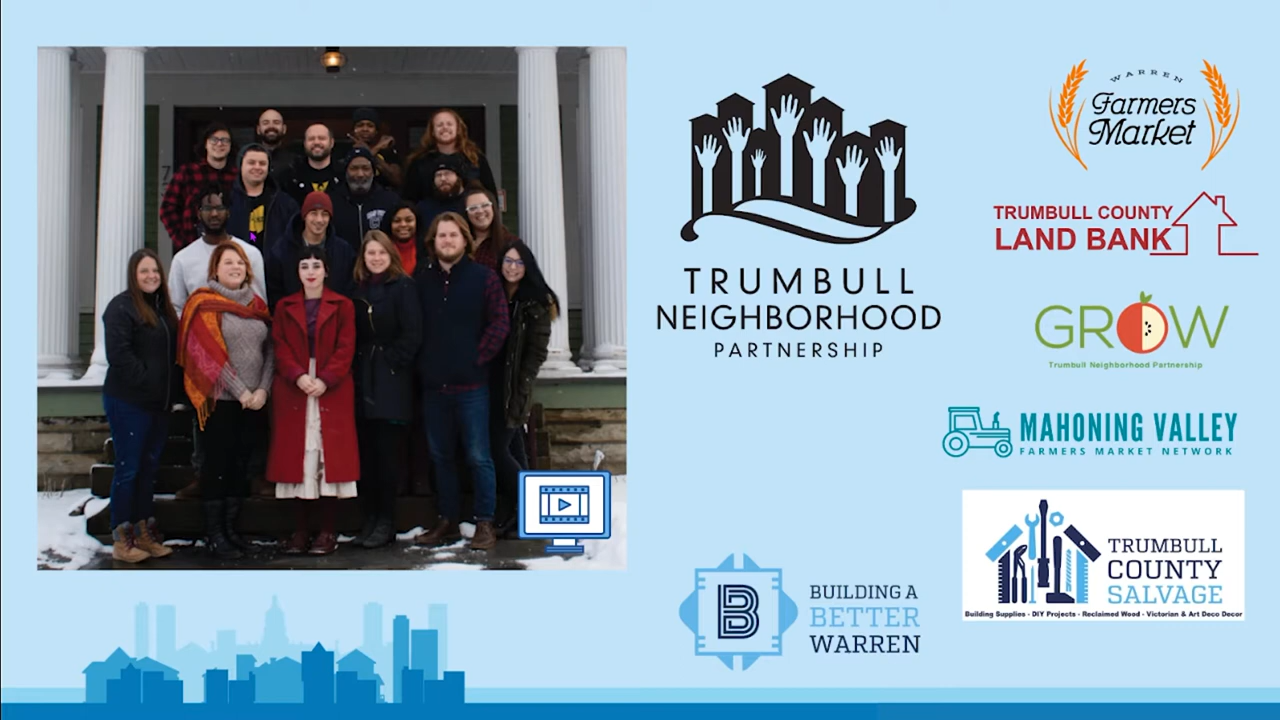 TRUMBULL
NEIGHBORHOOD
PARTNERSHIP
WARREN
Farmers
Market
TRUMBULL COUNTY
LAND BANK
GROW
Trumbull Neighborhood Partnership
MAHONING VALLEY
FARMERS MARKET NETWORK
TRUMBULL
COUNTY
SALVAGE
Building Supplies - DIY Projects - Reclaimed Wood - Victorian & Art Deco Decor
B
BUILDING A
BETTER
WARREN